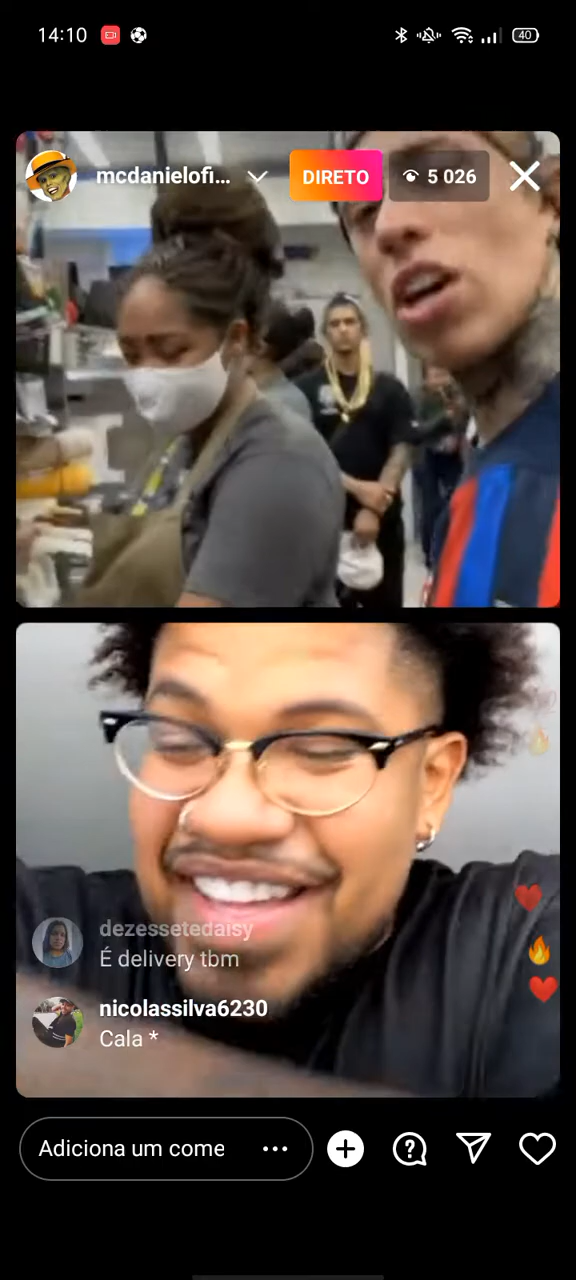 14:10
40
mcdanielofi...
DIRETO
5 026
dezessetedaisy
É delivery tbm
nicolassilva6230
Cala *
Adiciona um come